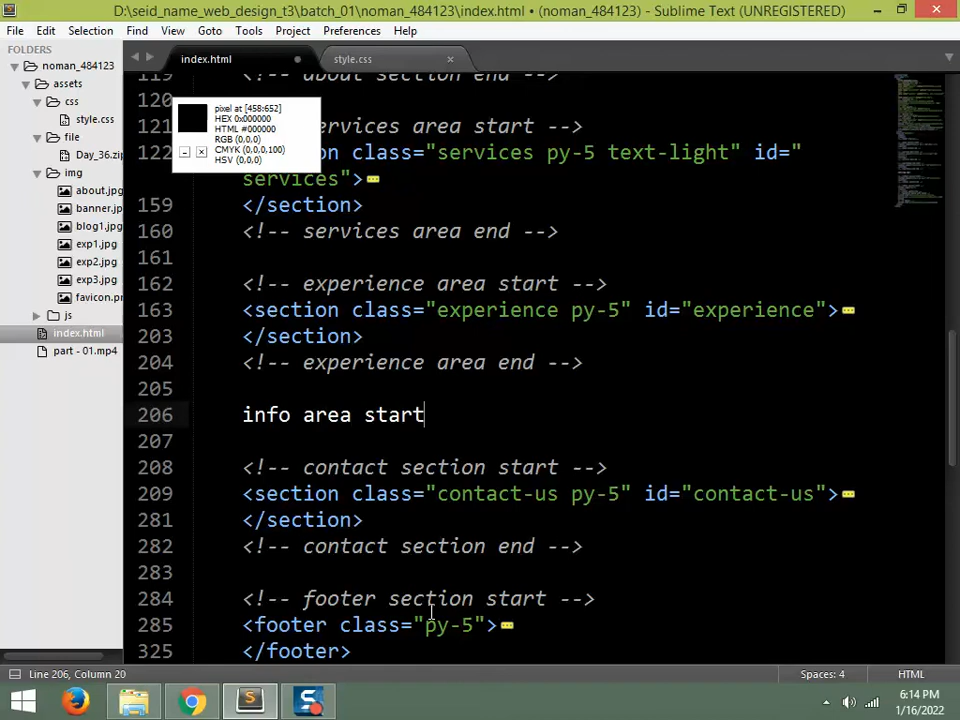 D:\seid_name_web_design_t3\batch_01\noman_484123\index.html • (noman_484123) - Sublime Text (UNREGISTERED)
File Edit Selection Find View Goto Tools Project Preferences Help
FOLDERS
noman_484123
assets
css
style.css
file
Day_36.zip
img
about.jpg
banner.jp
blog1.jpg
exp1.jpg
exp2.jpg
exp3.jpg
favicon.pr
js
index.html
part - 01.mp4
index.html
style.css
pixel at [458:652]
HEX 0x000000
HTML #000000
RGB (0,0,0)
CMYK (0,0,0,100)
HSV (0,0,0)
119 <!-- about section end -->
120
121 ervices area start -->
122 on class="services py-5 text-light" id="
services">
159 </section>
160 <!-- services area end -->
161
162 <!-- experience area start -->
163 <section class="experience py-5" id="experience">
203 </section>
204 <!-- experience area end -->
205
206 info area start
207
208 <!-- contact section start -->
209 <section class="contact-us py-5" id="contact-us">
281 </section>
282 <!-- contact section end -->
283
284 <!-- footer section start -->
285 <footer class="py-5">
325 </footer>
Line 206, Column 20
Spaces: 4
HTML
6:14 PM
1/16/2022